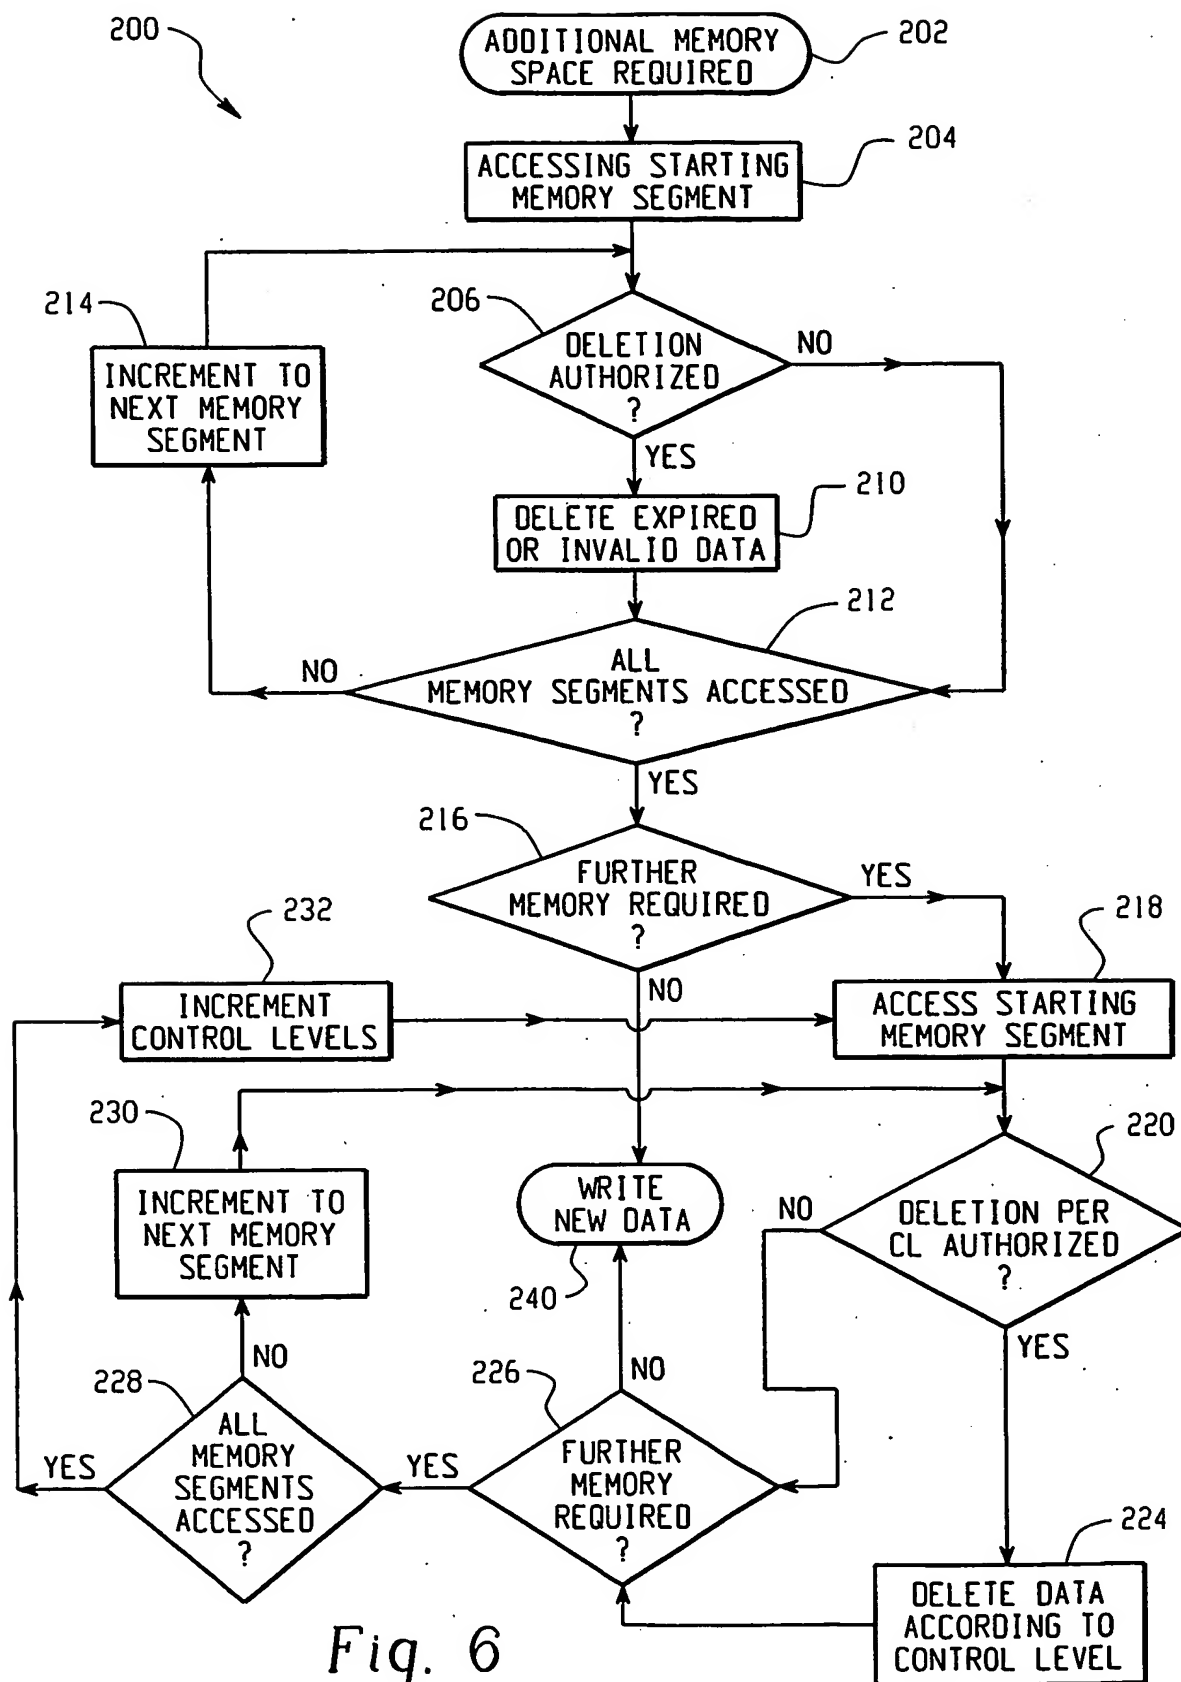 200
ADDITIONAL MEMORY
SPACE REQUIRED
202
ACCESSING STARTING
MEMORY SEGMENT
204
214
INCREMENT TO
NEXT MEMORY
SEGMENT
206
DELETION
AUTHORIZED
?
NO
YES
DELETE EXPIRED
OR INVALID DATA
210
212
ALL
MEMORY SEGMENTS ACCESSED
?
NO
YES
216
FURTHER
MEMORY REQUIRED
?
YES
NO
232
INCREMENT
CONTROL LEVELS
218
ACCESS STARTING
MEMORY SEGMENT
230
INCREMENT TO
NEXT MEMORY
SEGMENT
WRITE
NEW DATA
240
220
DELETION PER
CL AUTHORIZED
?
NO
YES
228
ALL
MEMORY
SEGMENTS
ACCESSED
?
NO
YES
226
FURTHER
MEMORY
REQUIRED
?
NO
YES
224
DELETE DATA
ACCORDING TO
CONTROL LEVEL
Fig. 6